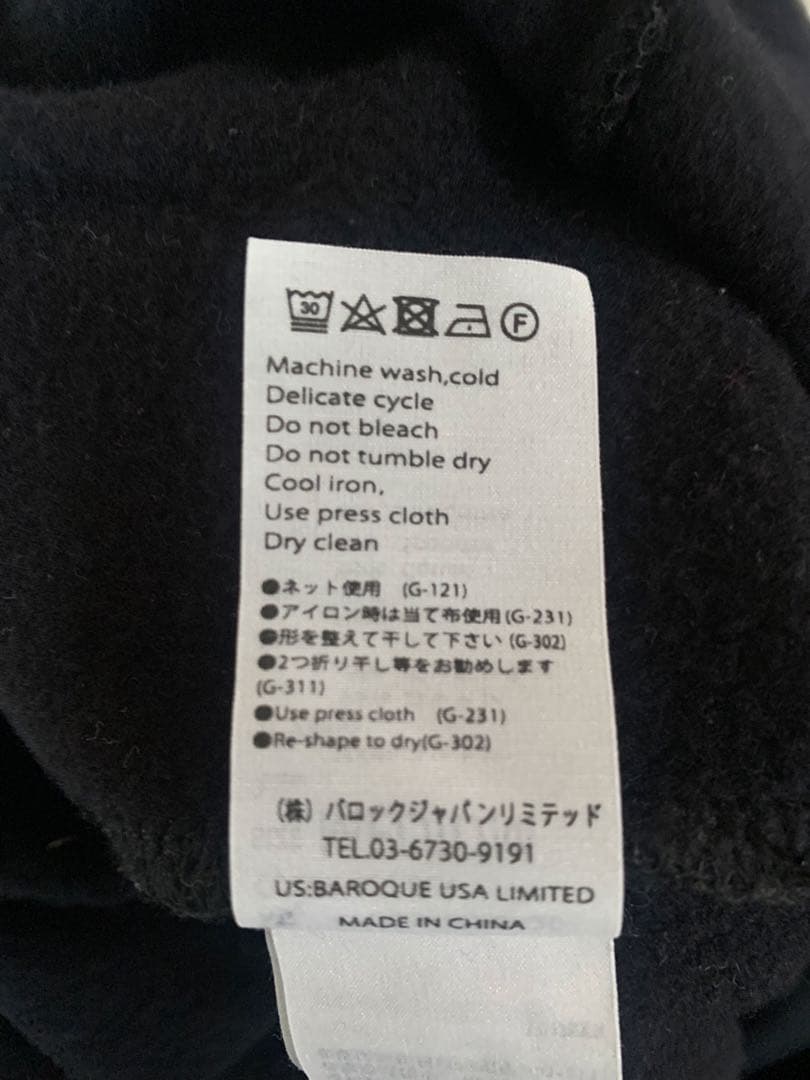 30
F
Machine wash,cold
Delicate cycle
Do not bleach
Do not tumble dry
Cool iron,
Use press cloth
Dry clean
●ネット使用 (G-121)
●アイロン時は当て布使用(G-231)
●形を整えて干して下さい (G-302)
●2つ折り干し等をお勧めします
(G-311)
●Use press cloth (G-231)
●Re-shape to dry(G-302)
(株) バロックジャパンリミテッド
TEL.03-6730-9191
US:BAROQUE USA LIMITED
MADE IN CHINA